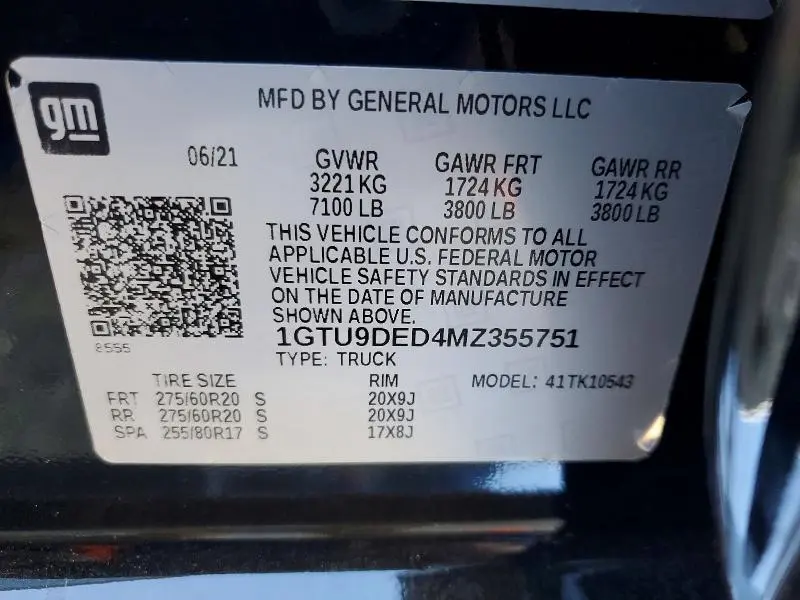 gm
MFD BY GENERAL MOTORS LLC
06/21 GVWR GAWR FRT GAWR RR
3221 KG 1724 KG 1724 KG
7100 LB 3800 LB 3800 LB
THIS VEHICLE CONFORMS TO ALL
APPLICABLE U.S. FEDERAL MOTOR
VEHICLE SAFETY STANDARDS IN EFFECT
ON THE DATE OF MANUFACTURE
SHOWN ABOVE.
1GTU9DED4MZ355751
8555
TYPE: TRUCK
TIRE SIZE RIM MODEL: 41TK10543
FRT 275/60R20 S 20X9J
RR 275/60R20 S 20X9J
SPA 255/80R17 S 17X8J